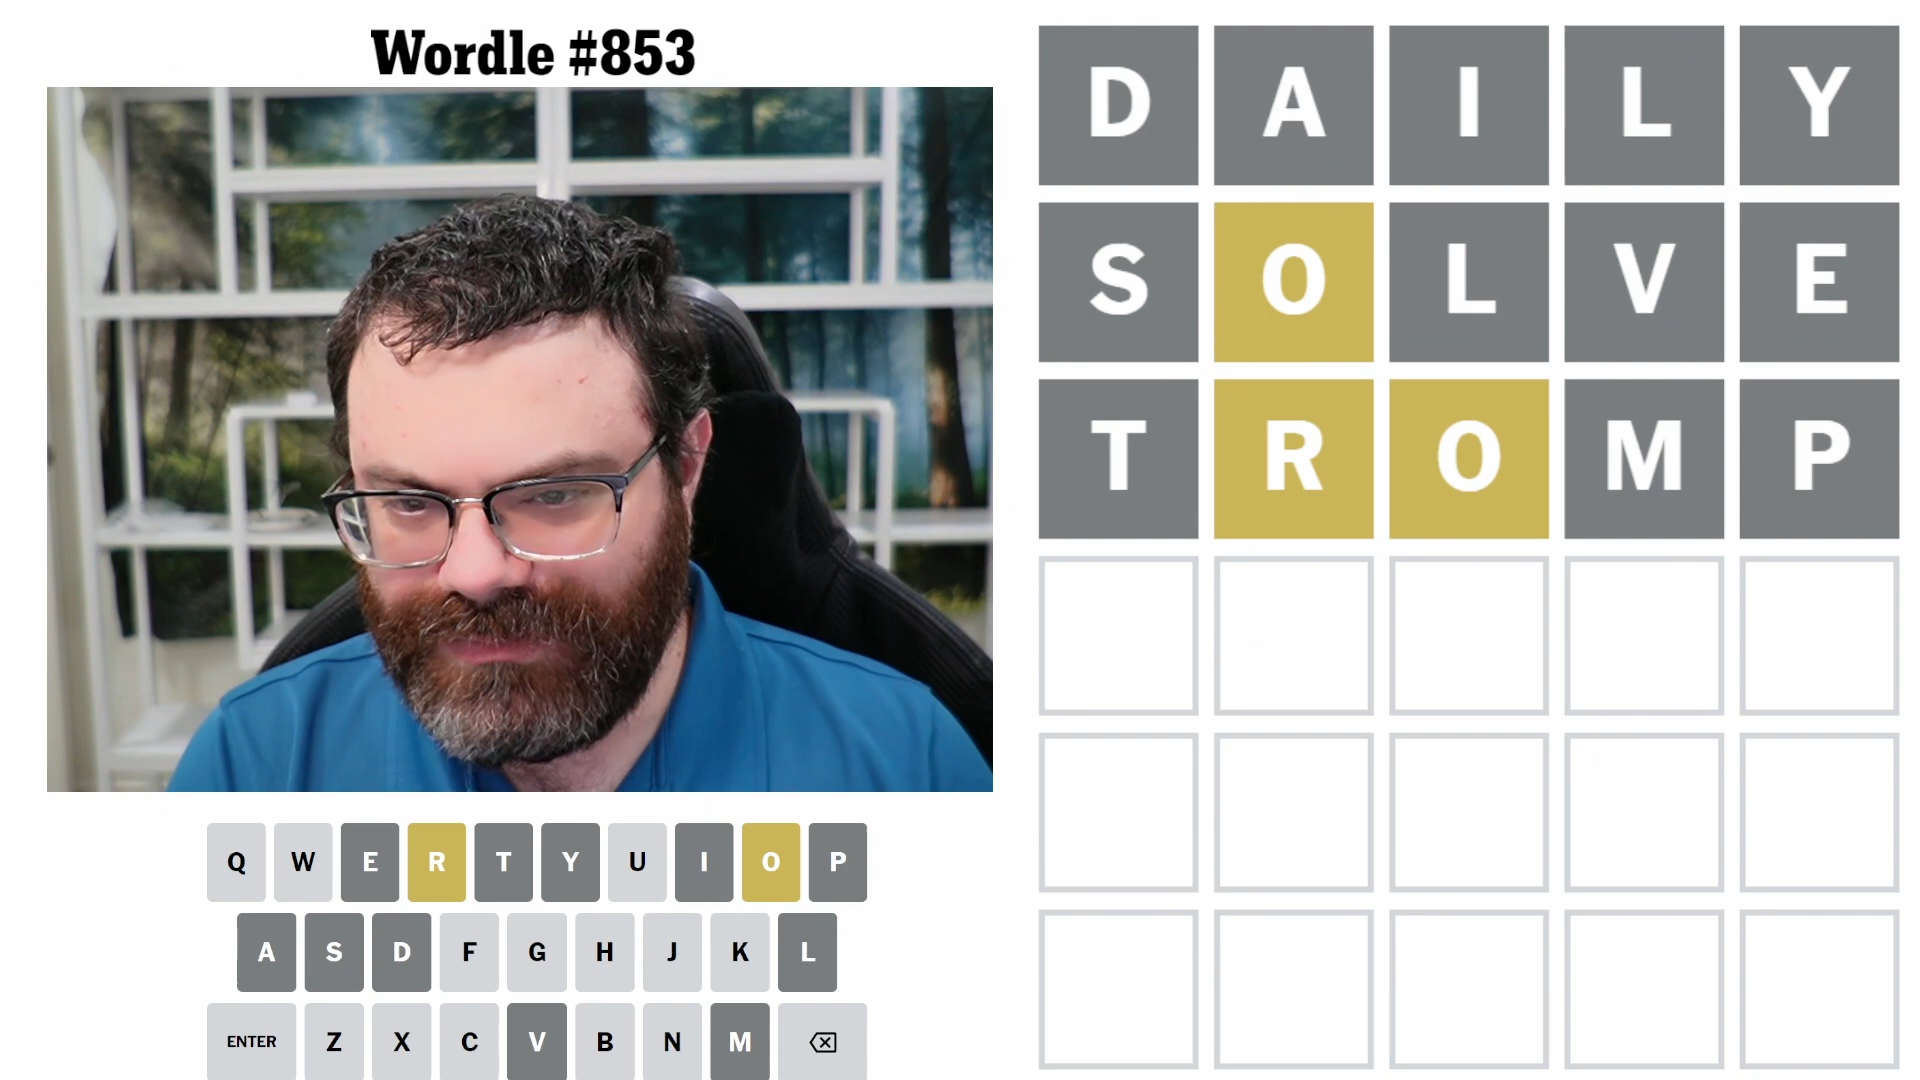 Wordle #853
D A I L Y
S O L V E
T R O M P
Q W E R T Y U I O P
A S D F G H J K L
ENTER Z X C V B N M